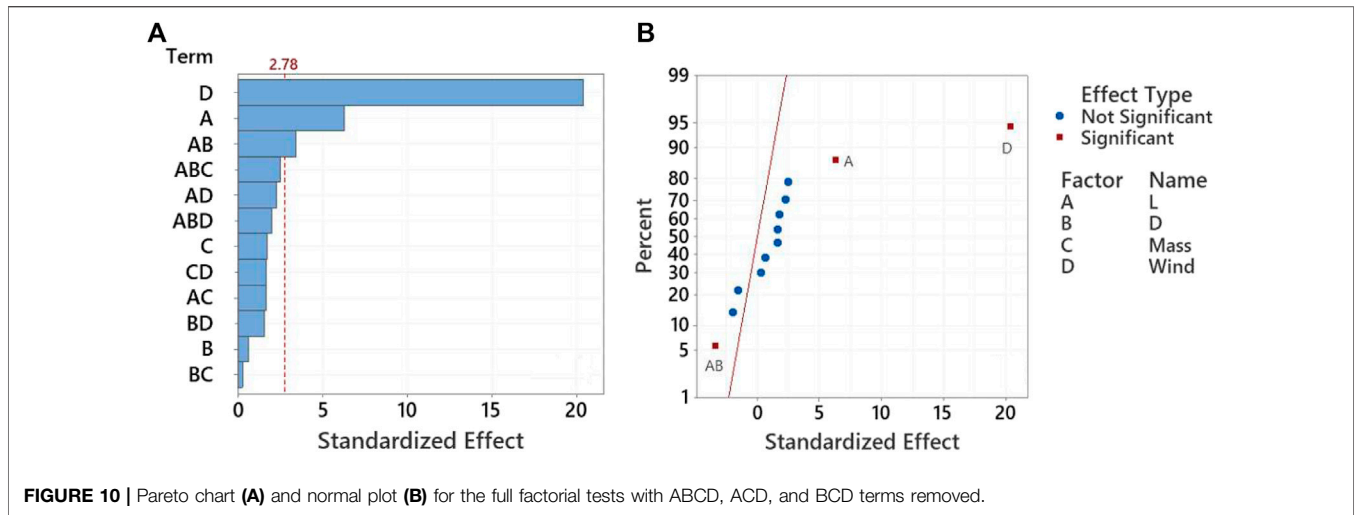 A
Term
2.78
D
A
AB
ABC
AD
ABD
C
CD
AC
BD
B
BC
0 5 10 15 20
Standardized Effect
B
99
95
90
80
70
60
50
40
30
20
10
5
1
Percent
D
A
AB
0 5 10 15 20
Standardized Effect
Effect Type
Not Significant
Significant
Factor Name
A L
B D
C Mass
D Wind
FIGURE 10 | Pareto chart (A) and normal plot (B) for the full factorial tests with ABCD, ACD, and BCD terms removed.